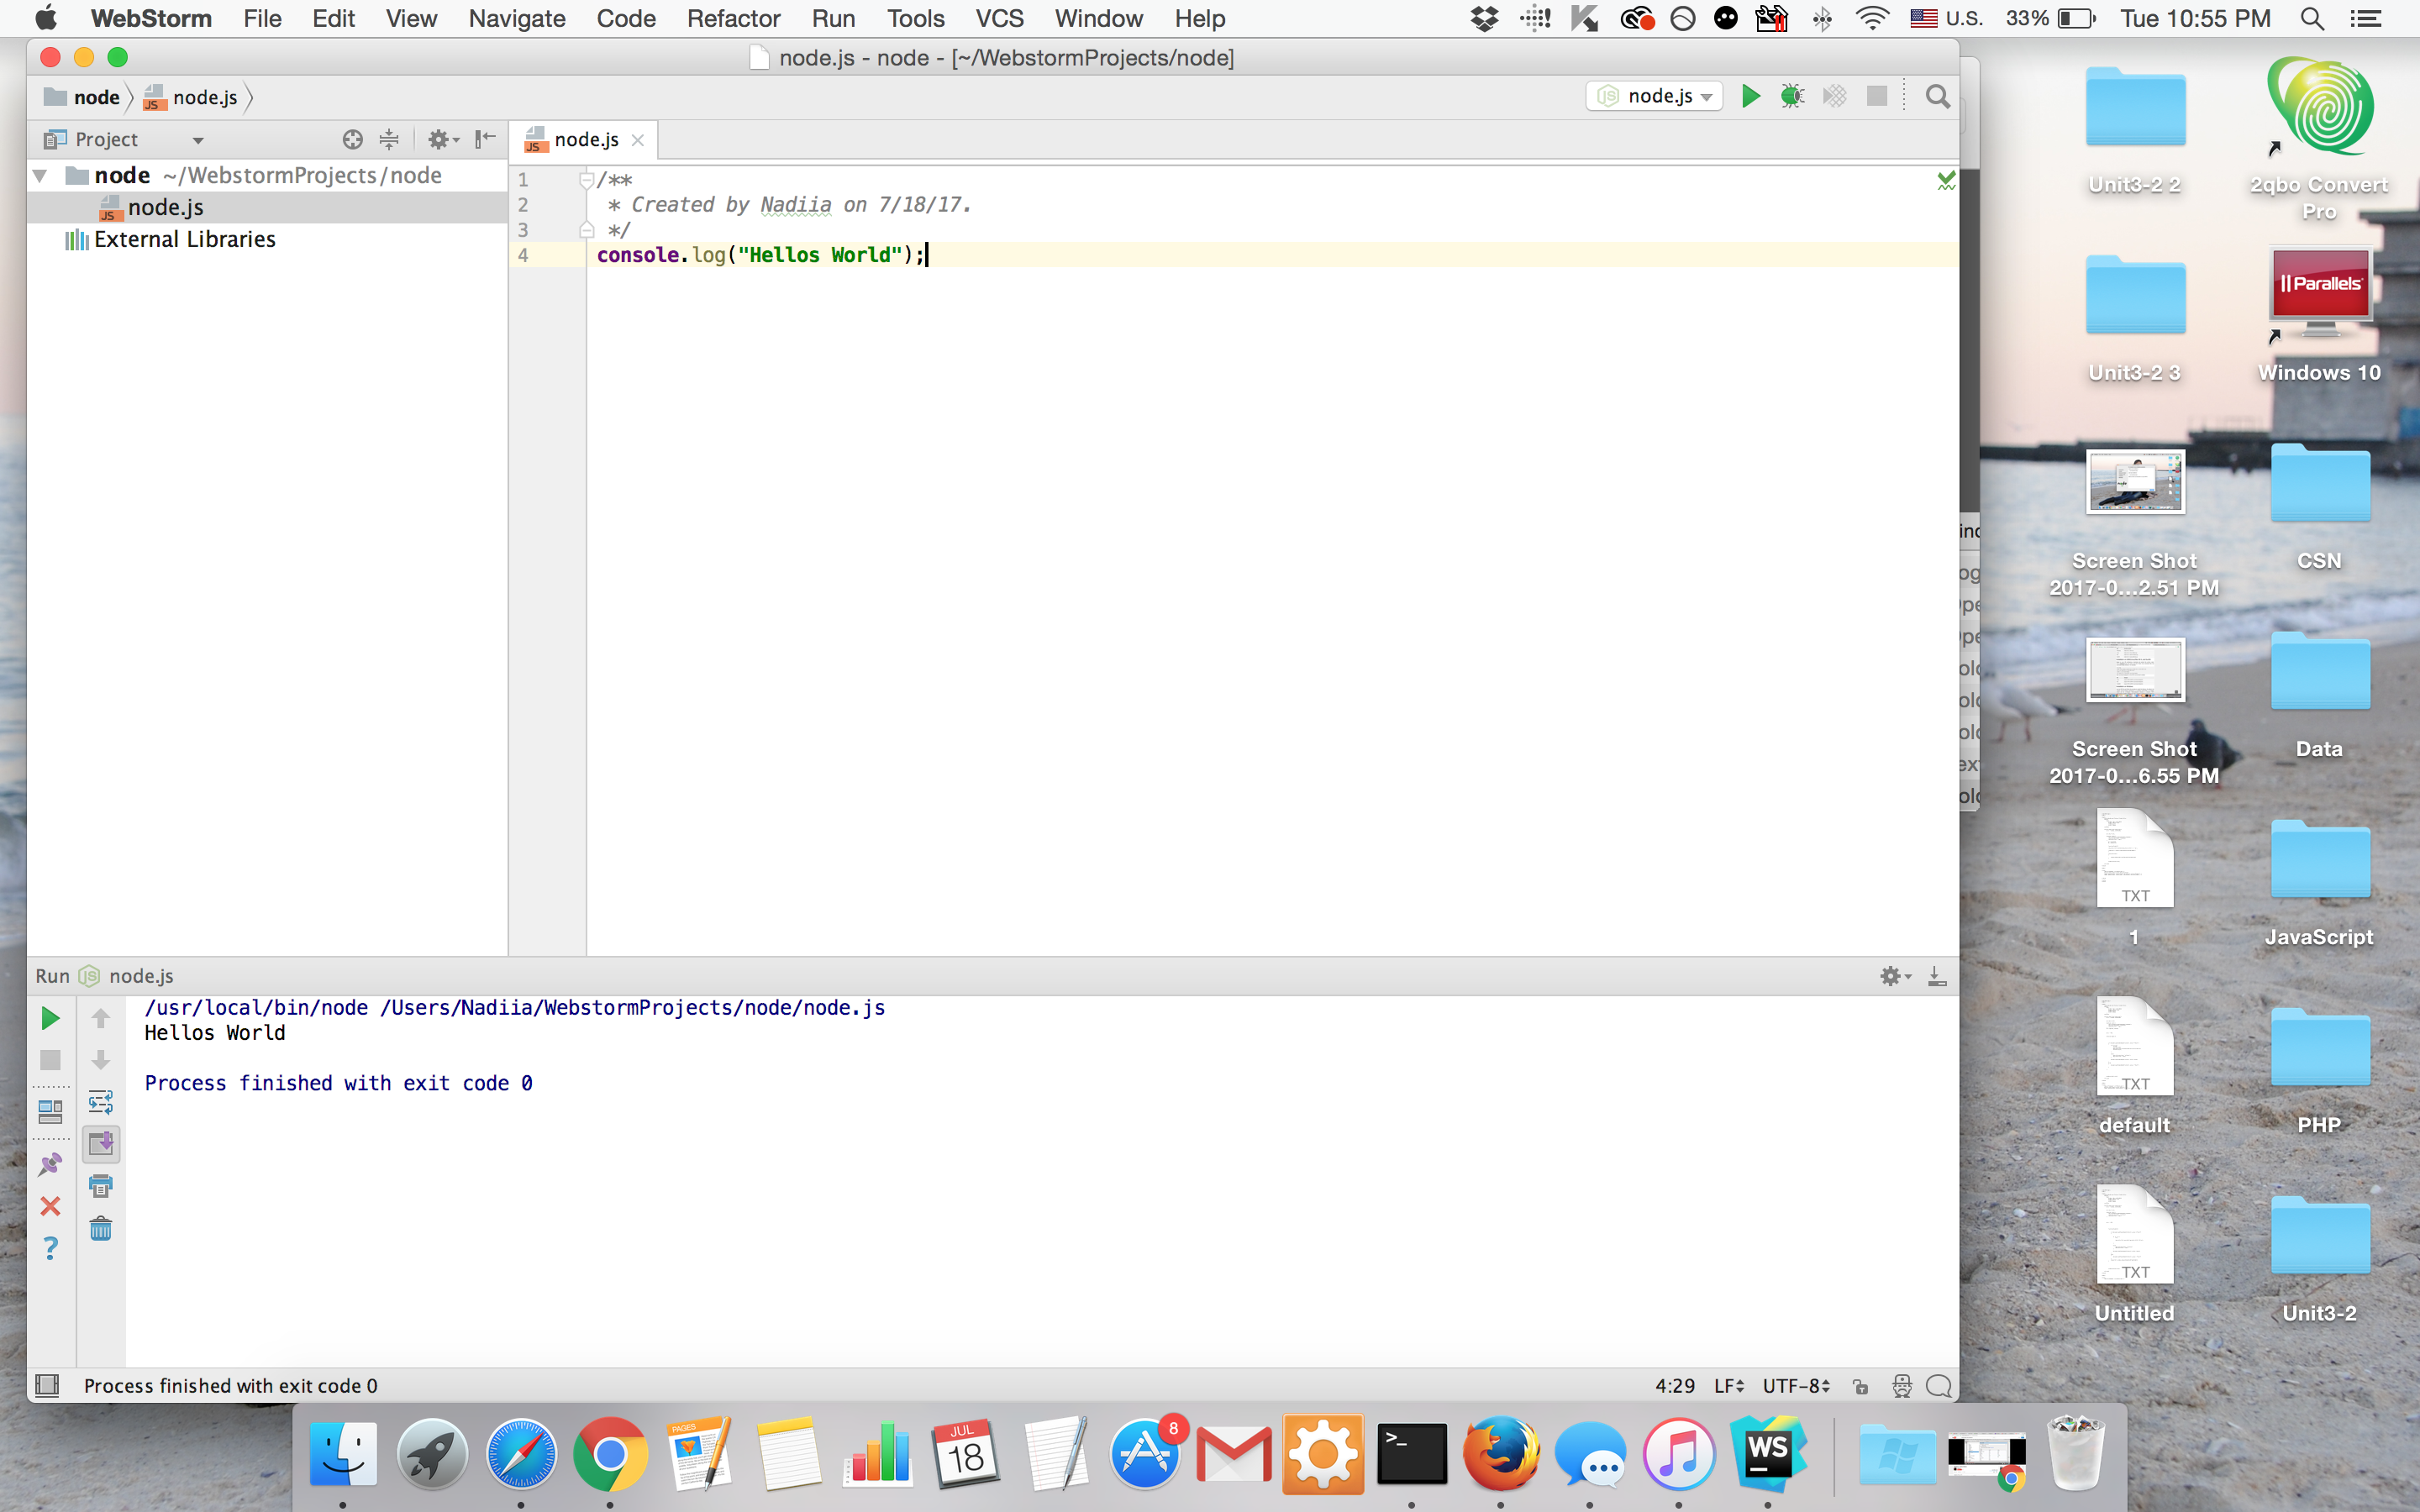 WebStorm File Edit View Navigate Code Refactor Run Tools VCS Window Help U.S. 33% Tue 10:55 PM
node.js - node - [~/WebstormProjects/node]
node node.js node.js
Project node.js
node ~/WebstormProjects/node
node.js
External Libraries
1 /**
2 * Created by Nadiia on 7/18/17.
3 */
4 console.log("Hellos World");
Run node.js
/usr/local/bin/node /Users/Nadiia/WebstormProjects/node/node.js
Hellos World
Process finished with exit code 0
Process finished with exit code 0 4:29 LF UTF-8
Unit3-2 2
2qbo Convert
Pro
Unit3-2 3
Parallels
Windows 10
Screen Shot
2017-0...2.51 PM
CSN
Screen Shot
2017-0...6.55 PM
Data
TXT
1
JavaScript
TXT
default
PHP
TXT
Untitled
Unit3-2
PAGES
JUL
18
8
>_
WS